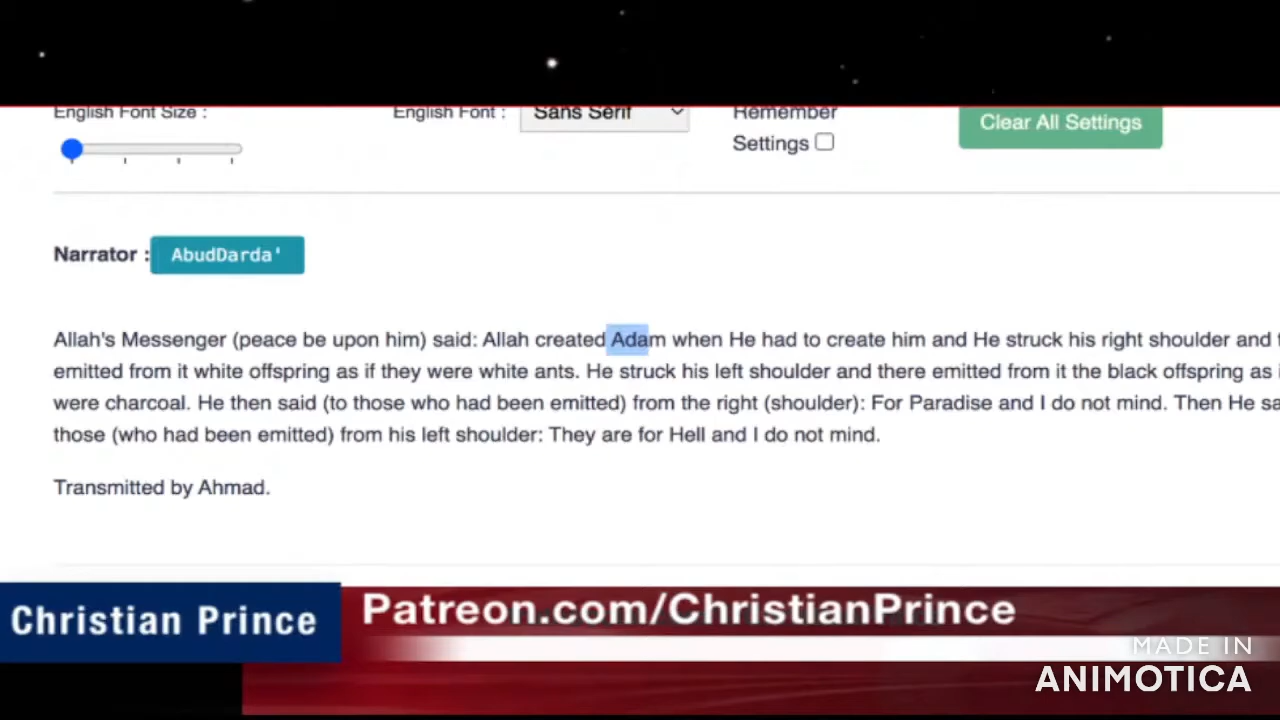 English Font Size :
English Font :
Sans Serif
Remember
Settings
Clear All Settings
Narrator :
AbudDarda'
Allah's Messenger (peace be upon him) said: Allah created Adam when He had to create him and He struck his right shoulder and
emitted from it white offspring as if they were white ants. He struck his left shoulder and there emitted from it the black offspring as
were charcoal. He then said (to those who had been emitted) from the right (shoulder): For Paradise and I do not mind. Then He
those (who had been emitted) from his left shoulder: They are for Hell and I do not mind.
Transmitted by Ahmad.
Christian Prince
Patreon.com/ChristianPrince
MADE IN
ANIMOTICA